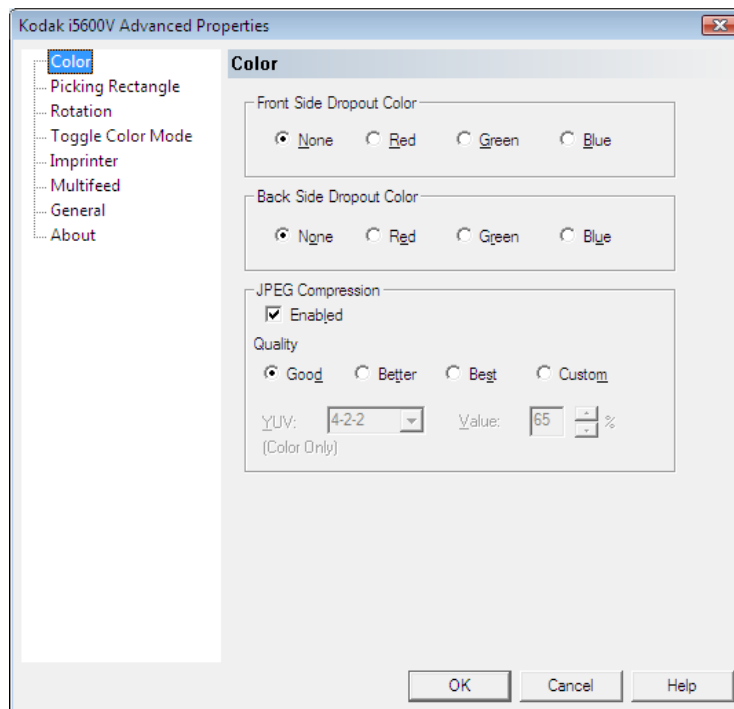 Kodak i5600V Advanced Properties
Color
Picking Rectangle
Rotation
Toggle Color Mode
Imprinter
Multifeed
General
About
Color
Front Side Dropout Color
None Red Green Blue
Back Side Dropout Color
None Red Green Blue
JPEG Compression
Enabled
Quality
Good Better Best Custom
YUV: 4-2-2 Value: 65 %
(Color Only)
OK Cancel Help